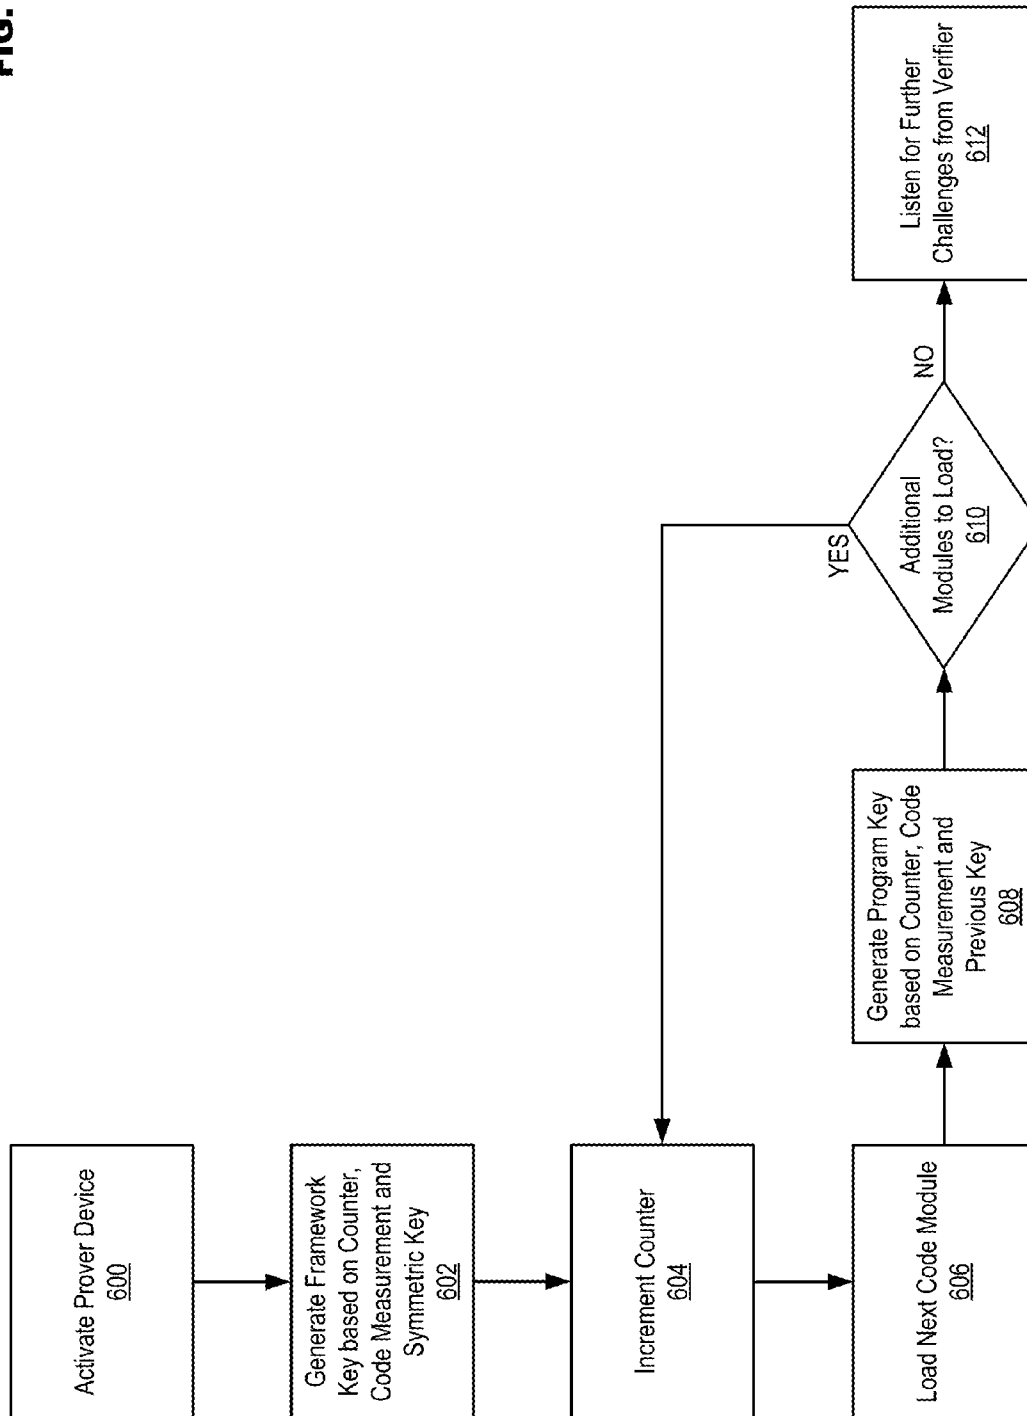 FIG.
Activate Prover Device
600
Generate Framework
Key based on Counter,
Code Measurement and
Symmetric Key
602
Increment Counter
604
Load Next Code Module
606
Generate Program Key
based on Counter, Code
Measurement and
Previous Key
608
Additional
Modules to Load?
610
YES
NO
Listen for Further
Challenges from Verifier
612